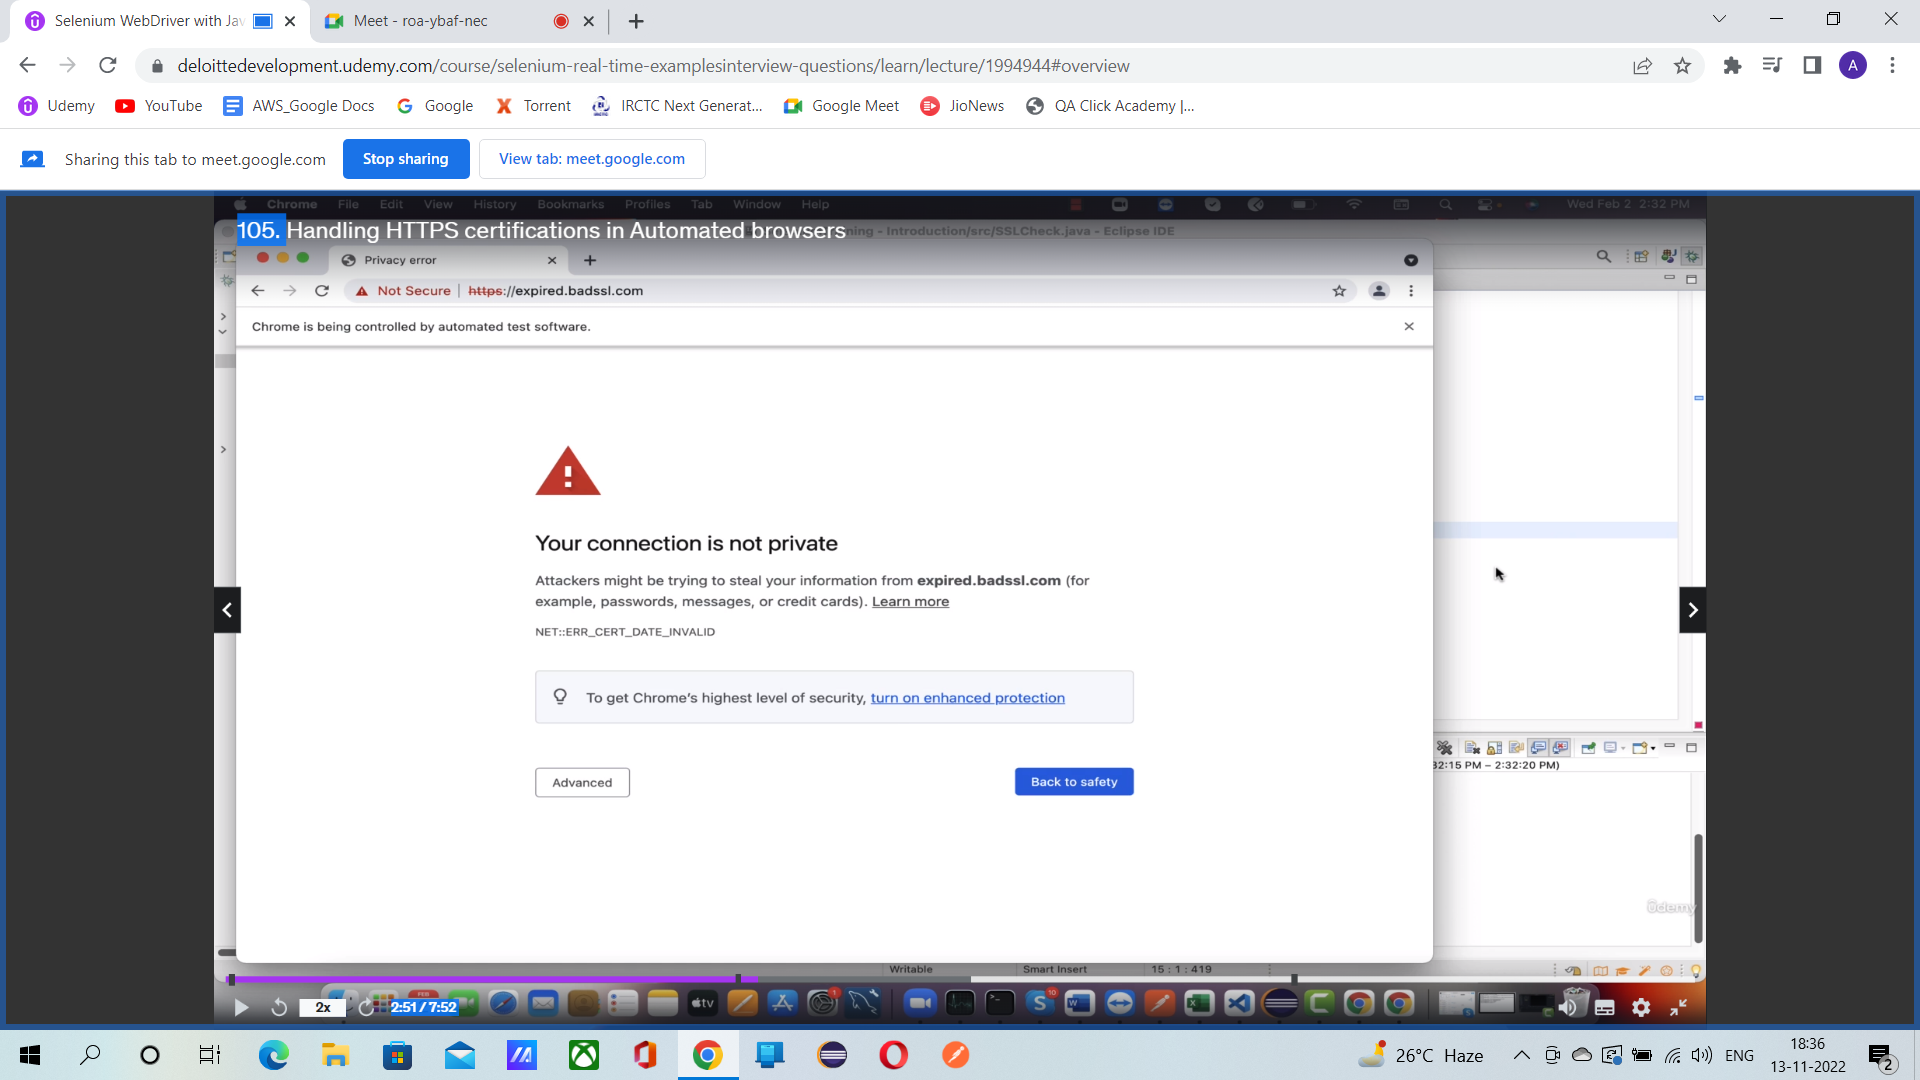 Selenium WebDriver with Jav
Meet - roa-ybaf-nec
deloittedevelopment.udemy.com/course/selenium-real-time-examplesinterview-questions/learn/lecture/1994944#overview
A
Udemy
YouTube
AWS_Google Docs
Google
Torrent
IRCTC Next Generat...
Google Meet
JioNews
QA Click Academy |...
Sharing this tab to meet.google.com
Stop sharing
View tab: meet.google.com
Chrome File Edit View History Bookmarks Profiles Tab Window Help
Wed Feb 2 2:32 PM
105. Handling HTTPS certifications in Automated browsers
ning - Introduction/src/SSLCheck.java - Eclipse IDE
Privacy error
Not Secure | https://expired.badssl.com
Chrome is being controlled by automated test software.
Your connection is not private
Attackers might be trying to steal your information from expired.badssl.com (for
example, passwords, messages, or credit cards). Learn more
NET::ERR_CERT_DATE_INVALID
To get Chrome's highest level of security, turn on enhanced protection
Advanced
Back to safety
32:15 PM – 2:32:20 PM)
ûdemy
Writable
Smart Insert
15 : 1 : 419
2x
2:51 / 7:52
FEB
tv
26°C Haze
ENG
18:36
13-11-2022
2